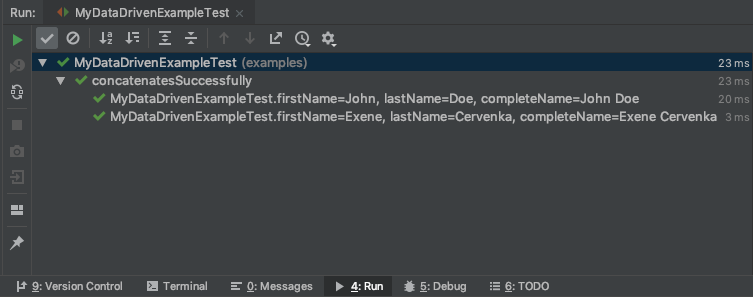 Run: MyDataDrivenExampleTest
MyDataDrivenExampleTest (examples) 23 ms
concatenatesSuccessfully 23 ms
MyDataDrivenExampleTest.firstName=John, lastName=Doe, completeName=John Doe 20 ms
MyDataDrivenExampleTest.firstName=Exene, lastName=Cervenka, completeName=Exene Cervenka 3 ms
9: Version Control Terminal 0: Messages 4: Run 5: Debug 6: TODO